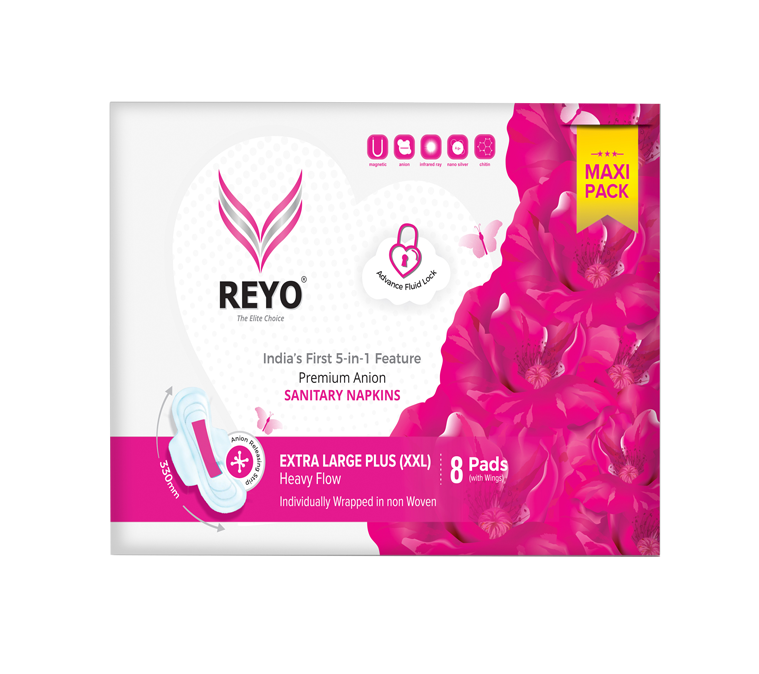 magnetic anion infrared ray nano silver chitin
MAXI
PACK
REYO®
The Elite Choice
Advance Fluid Lock
India's First 5-in-1 Feature
Premium Anion
SANITARY NAPKINS
330mm
Anion Releasing Strip
EXTRA LARGE PLUS (XXL)
Heavy Flow
Individually Wrapped in non Woven
8 Pads
(with Wings)